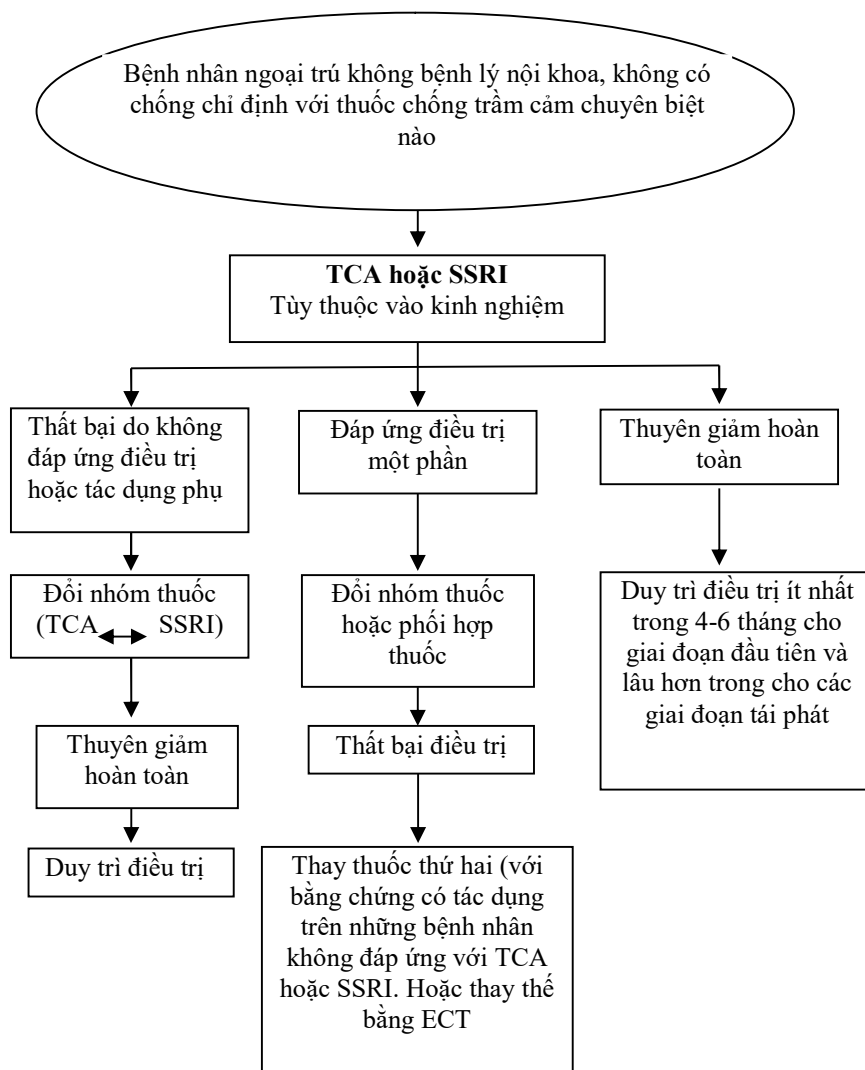 Bệnh nhân ngoại trú không bệnh lý nội khoa, không có
chống chỉ định với thuốc chống trầm cảm chuyên biệt
nào
TCA hoặc SSRI
Tùy thuộc vào kinh nghiệm
Thất bại do không
đáp ứng điều trị
hoặc tác dụng phụ
Đáp ứng điều trị
một phần
Thuyên giảm hoàn
toàn
Đổi nhóm thuốc
(TCA SSRI)
Đổi nhóm thuốc
hoặc phối hợp
thuốc
Duy trì điều trị ít nhất
trong 4-6 tháng cho
giai đoạn đầu tiên và
lâu hơn trong cho các
giai đoạn tái phát
Thuyên giảm
hoàn toàn
Thất bại điều trị
Duy trì điều trị
Thay thuốc thứ hai (với
bằng chứng có tác dụng
trên những bệnh nhân
không đáp ứng với TCA
hoặc SSRI. Hoặc thay thế
bằng ECT